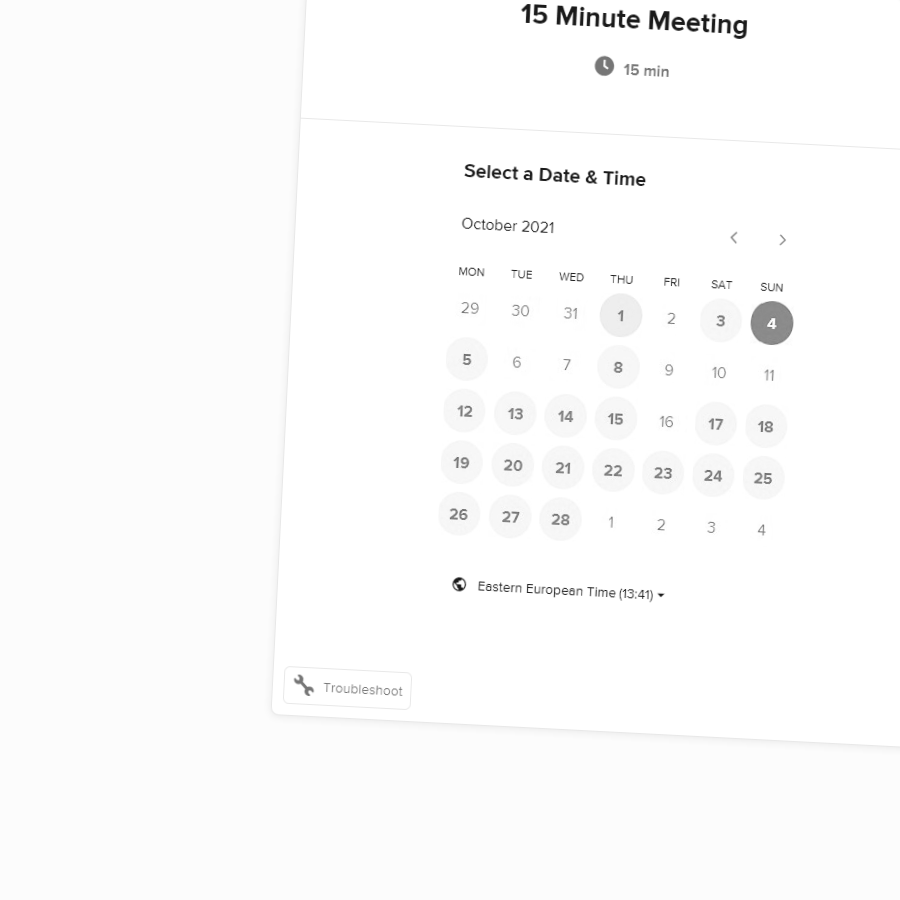 15 Minute Meeting
15 min
Select a Date & Time
October 2021
MON TUE WED THU FRI SAT SUN
29 30 31 1 2 3 4
5 6 7 8 9 10 11
12 13 14 15 16 17 18
19 20 21 22 23 24 25
26 27 28 1 2 3 4
Eastern European Time (13:41)
Troubleshoot